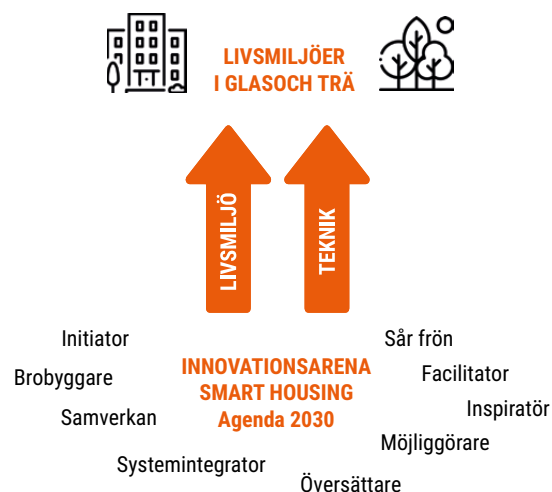 LIVSMILJÖER
I GLASOCH TRÄ
LIVSMILJÖ
TEKNIK
Initiator
Sår frön
Brobyggare
INNOVATIONSARENA
Facilitator
SMART HOUSING
Inspiratör
Samverkan
Agenda 2030
Möjliggörare
Systemintegrator
Översättare